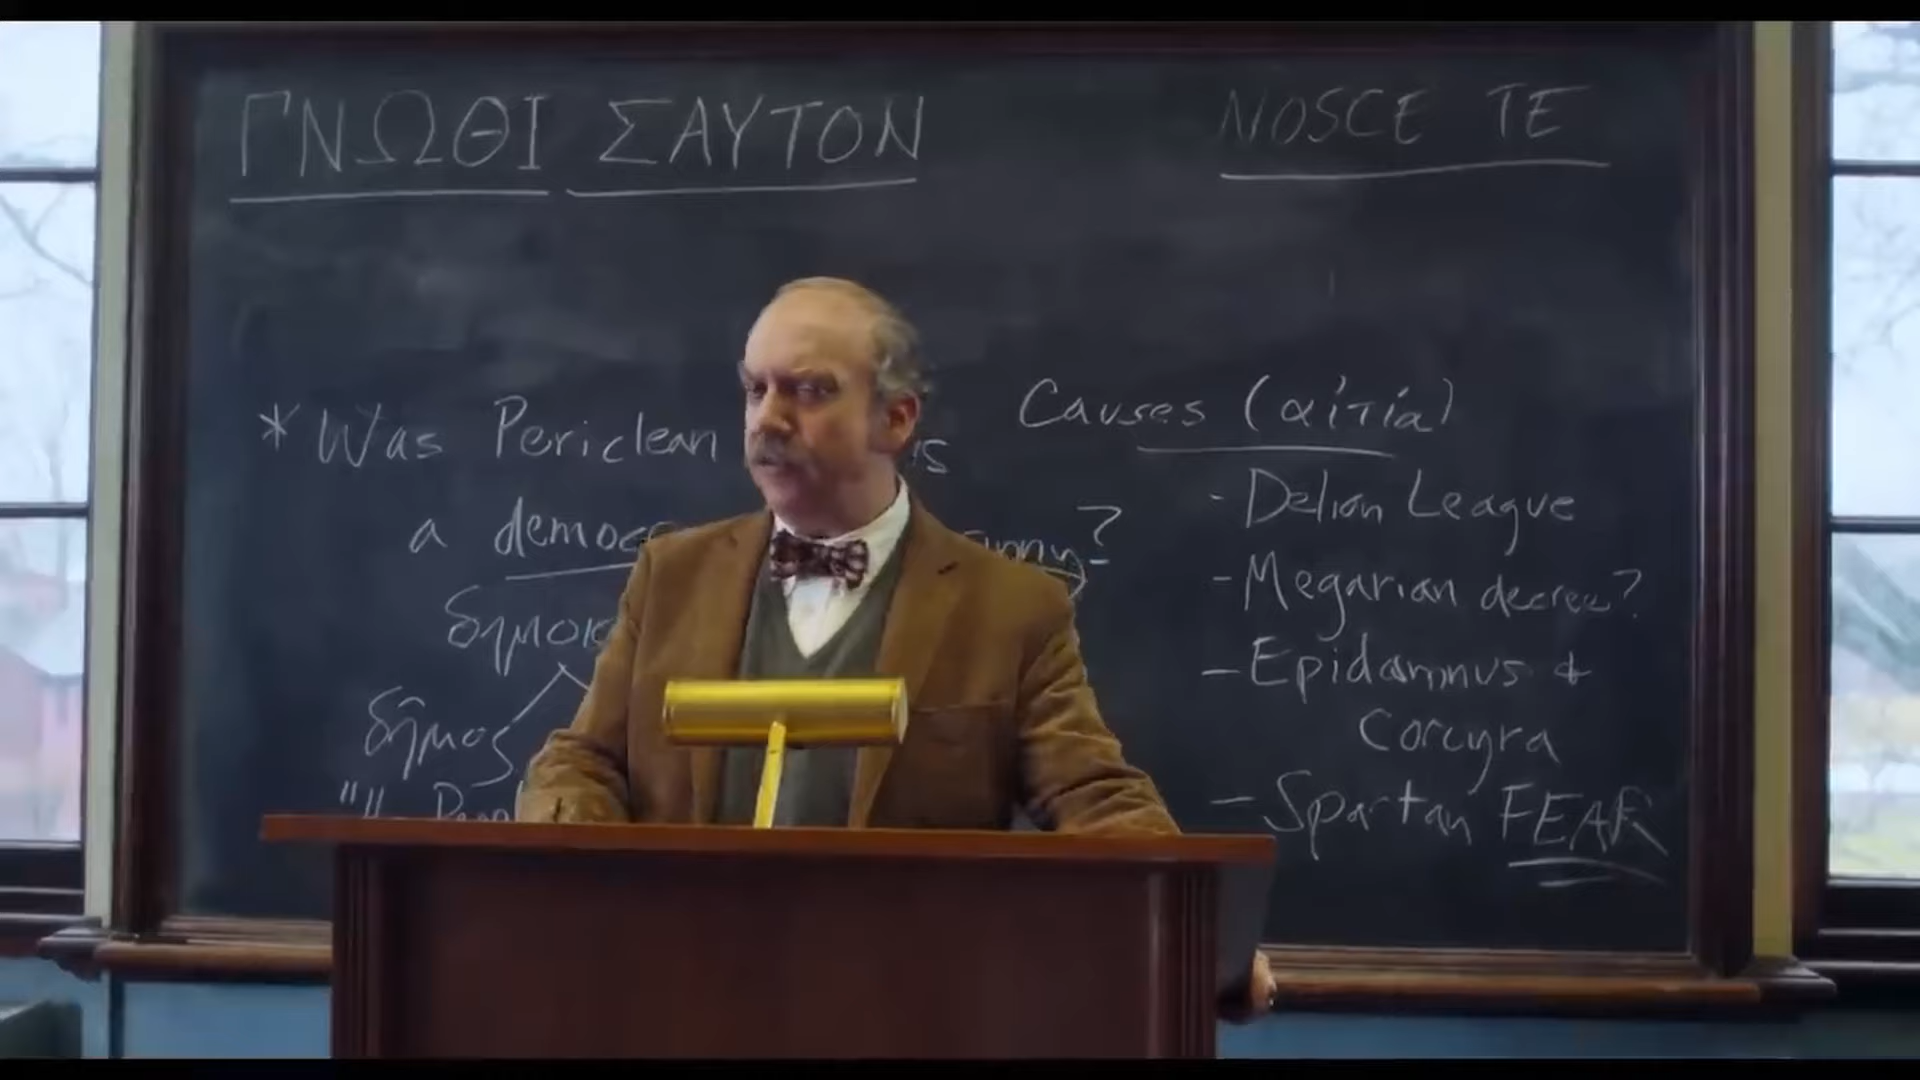 ΓΝΩΘΙ ΣΑΥΤΟΝ
NOSCE TE
* Was Periclean
a
δῆμος
Causes (αἰτία)
- Delian League
- Megarian decree?
- Epidamnus +
Corcyra
- Spartan FEAR